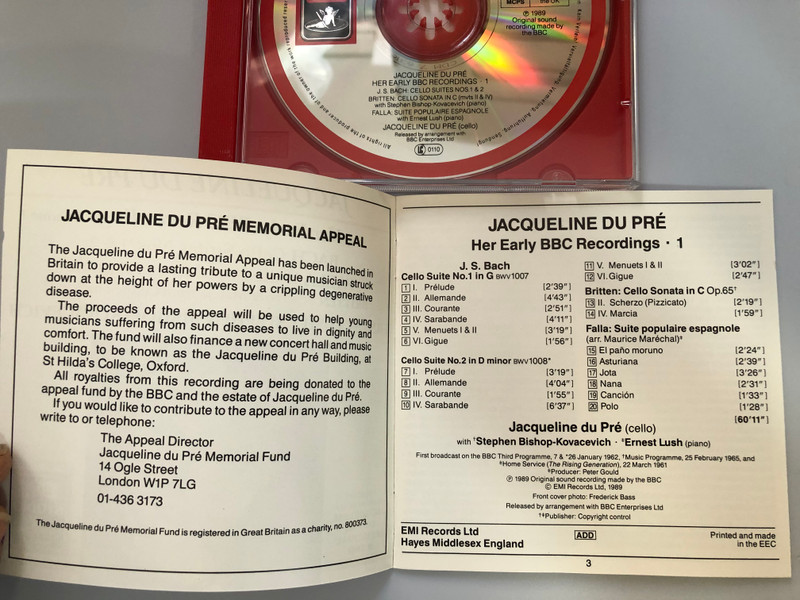 MCPS
the UK
℗ 1989
Original sound
recording made
by the BBC
JACQUELINE DU PRÉ
HER EARLY BBC RECORDINGS · 1
J. S. BACH: CELLO SUITES NOS.1 & 2
BRITTEN: CELLO SONATA IN C (mvts II & IV)
with Stephen Bishop-Kovacevich (piano)
FALLA: SUITE POPULAIRE ESPAGNOLE
with Ernest Lush (piano)
JACQUELINE DU PRÉ (cello)
Released by arrangement with
BBC Enterprises Ltd
LC 0110
All rights of the producer and of the owner of the work reproduced
JACQUELINE DU PRÉ MEMORIAL APPEAL
The Jacqueline du Pré Memorial Appeal has been launched in
Britain to provide a lasting tribute to a unique musician struck
down at the height of her powers by a crippling degenerative
disease.
The proceeds of the appeal will be used to help young
musicians suffering from such diseases to live in dignity and
comfort. The fund will also finance a new concert hall and music
building, to be known as the Jacqueline du Pré Building, at
St Hilda's College, Oxford.
All royalties from this recording are being donated to the
appeal fund by the BBC and the estate of Jacqueline du Pré.
If you would like to contribute to the appeal in any way, please
write to or telephone:
The Appeal Director
Jacqueline du Pré Memorial Fund
14 Ogle Street
London W1P 7LG
01-436 3173
The Jacqueline du Pré Memorial Fund is registered in Great Britain as a charity, no. 800373.
JACQUELINE DU PRÉ
Her Early BBC Recordings · 1
J. S. Bach
Cello Suite No.1 in G BWV1007
1 I. Prélude [2'39"]
2 II. Allemande [4'43"]
3 III. Courante [2'51"]
4 IV. Sarabande [4'11"]
5 V. Menuets I & II [3'19"]
6 VI. Gigue [1'56"]
Cello Suite No.2 in D minor BWV1008*
7 I. Prélude [3'19"]
8 II. Allemande [4'04"]
9 III. Courante [1'55"]
10 IV. Sarabande [6'37"]
11 V. Menuets I & II [3'02"]
12 VI. Gigue [2'47"]
Britten: Cello Sonata in C Op.65†
13 II. Scherzo (Pizzicato) [2'19"]
14 IV. Marcia [1'59"]
Falla: Suite populaire espagnole
(arr. Maurice Maréchal)‡
15 El paño moruno [2'24"]
16 Asturiana [2'39"]
17 Jota [3'26"]
18 Nana [2'31"]
19 Canción [1'33"]
20 Polo [1'28"]
[60'11"]
Jacqueline du Pré (cello)
with †Stephen Bishop-Kovacevich · ‡Ernest Lush (piano)
First broadcast on the BBC Third Programme, 7 & *26 January 1962, †Music Programme, 25 February 1965, and
‡Home Service (The Rising Generation), 22 March 1961
‡Producer: Peter Gould
℗ 1989 Original sound recording made by the BBC
© EMI Records Ltd, 1989
Front cover photo: Frederick Bass
Released by arrangement with BBC Enterprises Ltd
†‡Publisher: Copyright control
EMI Records Ltd
Hayes Middlesex England
ADD
Printed and made
in the EEC
3